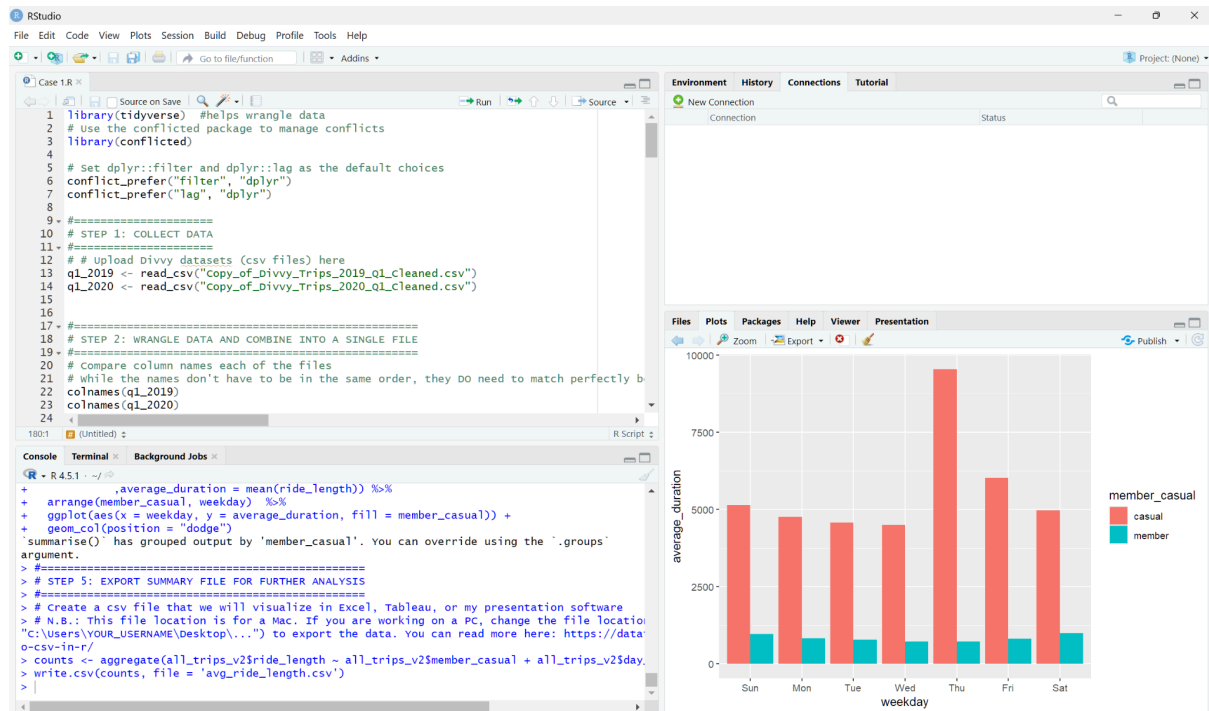 RStudio
File Edit Code View Plots Session Build Debug Profile Tools Help
Go to file/function Addins Project: (None)
Case 1.R
Source on Save Run Source
1 library(tidyverse)  #helps wrangle data
2 # Use the conflicted package to manage conflicts
3 library(conflicted)
4
5 # Set dplyr::filter and dplyr::lag as the default choices
6 conflict_prefer("filter", "dplyr")
7 conflict_prefer("lag", "dplyr")
8
9 #=====================
10 # STEP 1: COLLECT DATA
11 #=====================
12 # # Upload Divvy datasets (csv files) here
13 q1_2019 <- read_csv("Copy_of_Divvy_Trips_2019_Q1_Cleaned.csv")
14 q1_2020 <- read_csv("Copy_of_Divvy_Trips_2020_Q1_Cleaned.csv")
15
16
17 #====================================================
18 # STEP 2: WRANGLE DATA AND COMBINE INTO A SINGLE FILE
19 #====================================================
20 # Compare column names each of the files
21 # While the names don't have to be in the same order, they DO need to match perfectly b
22 colnames(q1_2019)
23 colnames(q1_2020)
24
180:1 # (Untitled) R Script
Console Terminal Background Jobs
R 4.5.1 · ~/
+             ,average_duration = mean(ride_length)) %>%
+   arrange(member_casual, weekday)  %>%
+   ggplot(aes(x = weekday, y = average_duration, fill = member_casual)) +
+   geom_col(position = "dodge")
`summarise()` has grouped output by 'member_casual'. You can override using the `.groups`
argument.
> #=================================================
> # STEP 5: EXPORT SUMMARY FILE FOR FURTHER ANALYSIS
> #=================================================
> # Create a csv file that we will visualize in Excel, Tableau, or my presentation software
> # N.B.: This file location is for a Mac. If you are working on a PC, change the file locatio
"C:\Users\YOUR_USERNAME\Desktop\...") to export the data. You can read more here: https://data
o-csv-in-r/
> counts <- aggregate(all_trips_v2$ride_length ~ all_trips_v2$member_casual + all_trips_v2$day_
> write.csv(counts, file = 'avg_ride_length.csv')
>
Environment History Connections Tutorial
New Connection
Connection Status
Files Plots Packages Help Viewer Presentation
Zoom Export Publish
10000
7500
5000
2500
0
average_duration
Sun Mon Tue Wed Thu Fri Sat
weekday
member_casual
casual
member